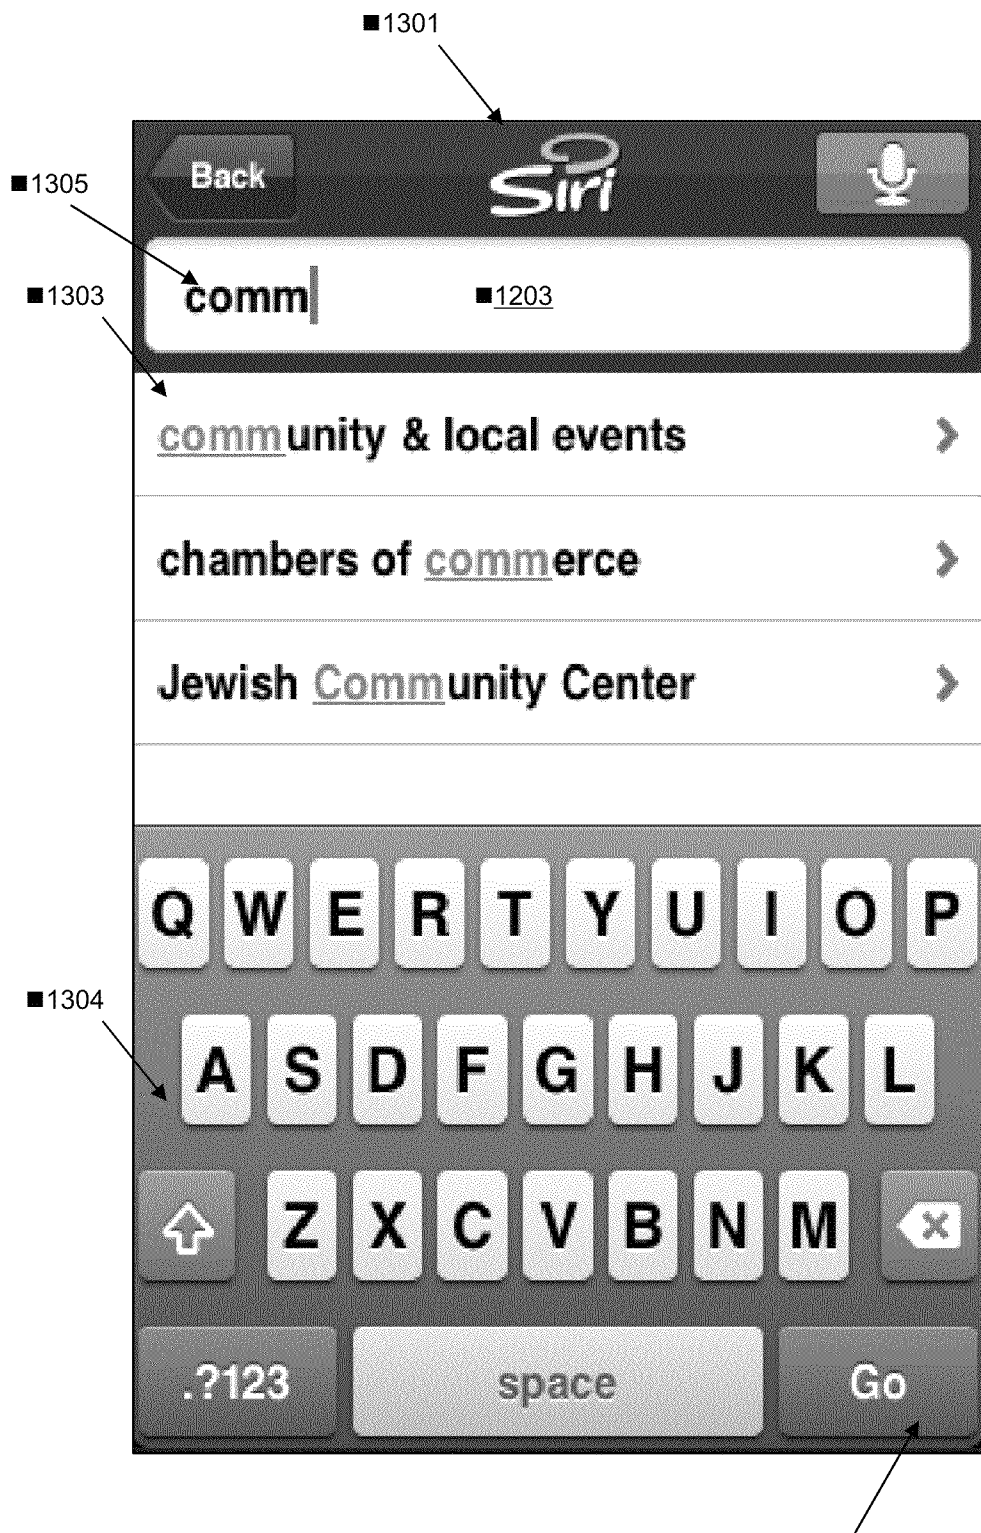 ■1301
Back Siri
■1305
comm ■1203
■1303
community & local events
chambers of commerce
Jewish Community Center
Q W E R T Y U I O P
■1304
A S D F G H J K L
Z X C V B N M
.?123 space Go